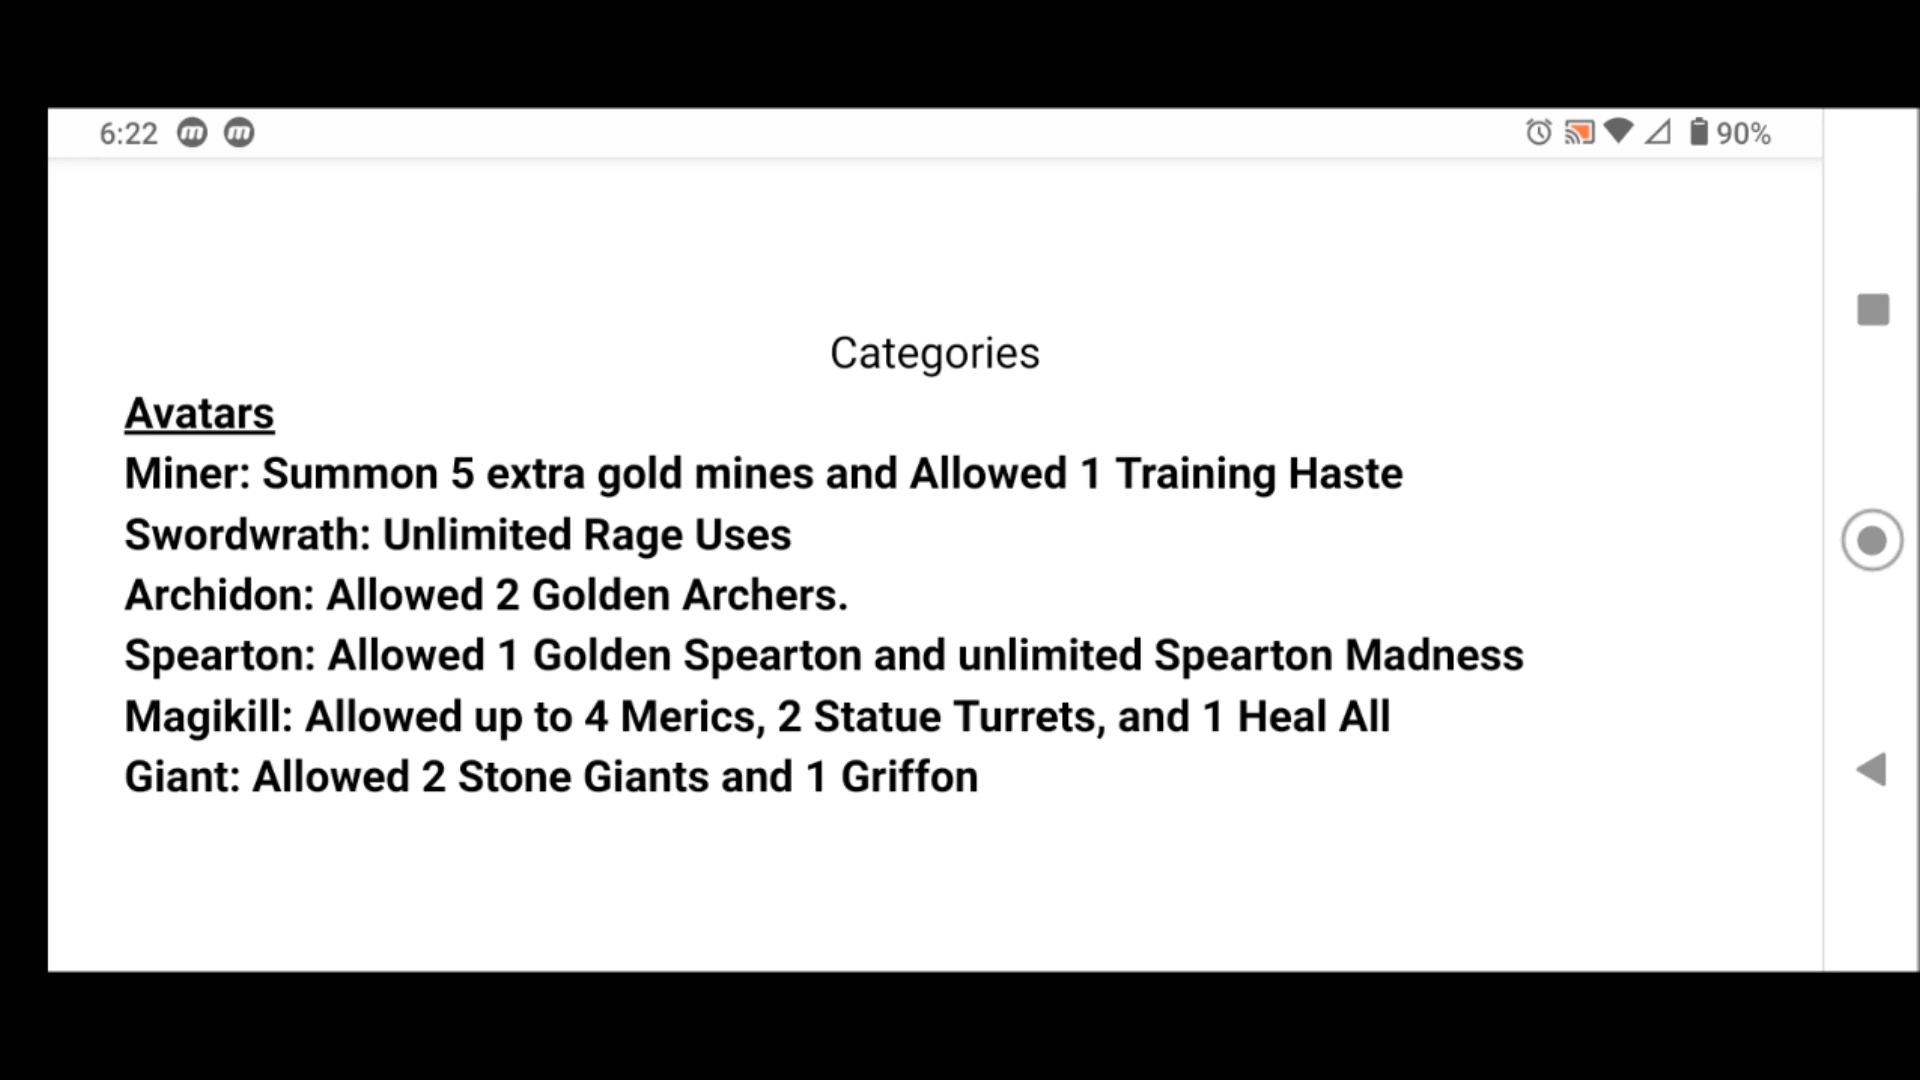 6:22 m m 90%
Categories
Avatars
Miner: Summon 5 extra gold mines and Allowed 1 Training Haste
Swordwrath: Unlimited Rage Uses
Archidon: Allowed 2 Golden Archers.
Spearton: Allowed 1 Golden Spearton and unlimited Spearton Madness
Magikill: Allowed up to 4 Merics, 2 Statue Turrets, and 1 Heal All
Giant: Allowed 2 Stone Giants and 1 Griffon